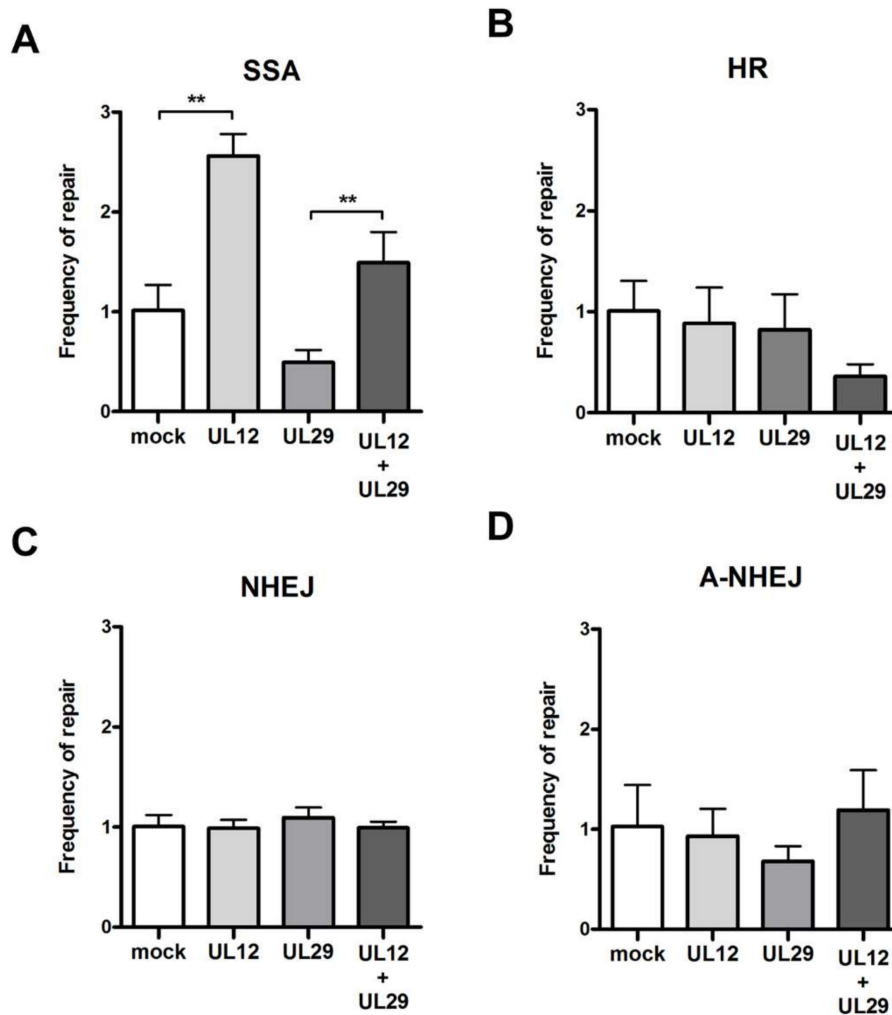 A
SSA
**
**
3
2
1
0
Frequency of repair
mock UL12 UL29 UL12
+
UL29
B
HR
3
2
1
0
Frequency of repair
mock UL12 UL29 UL12
+
UL29
C
NHEJ
3
2
1
0
Frequency of repair
mock UL12 UL29 UL12
+
UL29
D
A-NHEJ
3
2
1
0
Frequency of repair
mock UL12 UL29 UL12
+
UL29